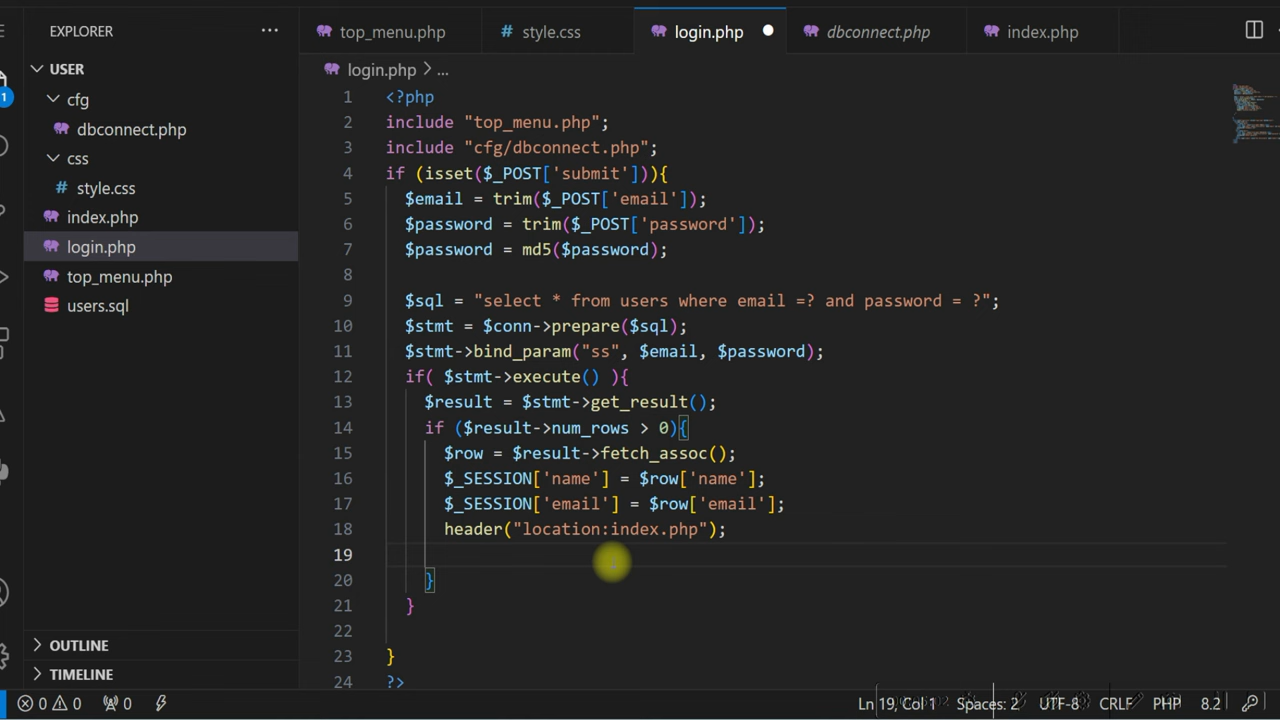 EXPLORER
USER
cfg
dbconnect.php
css
style.css
index.php
login.php
top_menu.php
users.sql
OUTLINE
TIMELINE
1
top_menu.php
style.css
login.php
dbconnect.php
index.php
login.php > ...
1 <?php
2 include "top_menu.php";
3 include "cfg/dbconnect.php";
4 if (isset($_POST['submit'])){
5 $email = trim($_POST['email']);
6 $password = trim($_POST['password']);
7 $password = md5($password);
8
9 $sql = "select * from users where email =? and password = ?";
10 $stmt = $conn->prepare($sql);
11 $stmt->bind_param("ss", $email, $password);
12 if( $stmt->execute() ){
13 $result = $stmt->get_result();
14 if ($result->num_rows > 0){
15 $row = $result->fetch_assoc();
16 $_SESSION['name'] = $row['name'];
17 $_SESSION['email'] = $row['email'];
18 header("location:index.php");
19
20 }
21 }
22
23 }
24 ?>
0 0 0
Ln 19, Col 1 Spaces: 2 UTF-8 CRLF PHP 8.2